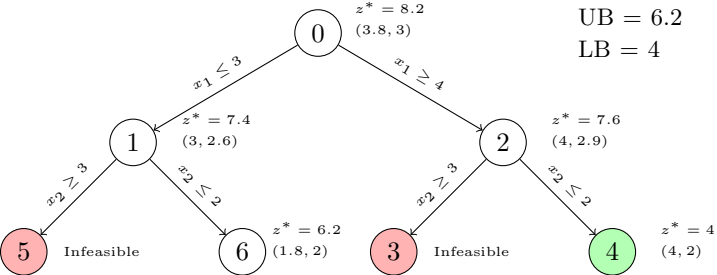 z* = 8.2
(3.8, 3)
0
UB = 6.2
LB = 4
x₁ ≤ 3
x₁ ≥ 4
z* = 7.4
(3, 2.6)
1
z* = 7.6
(4, 2.9)
2
x₂ ≥ 3
x₂ ≤ 2
x₂ ≥ 3
x₂ ≤ 2
5
Infeasible
6
z* = 6.2
(1.8, 2)
3
Infeasible
4
z* = 4
(4, 2)